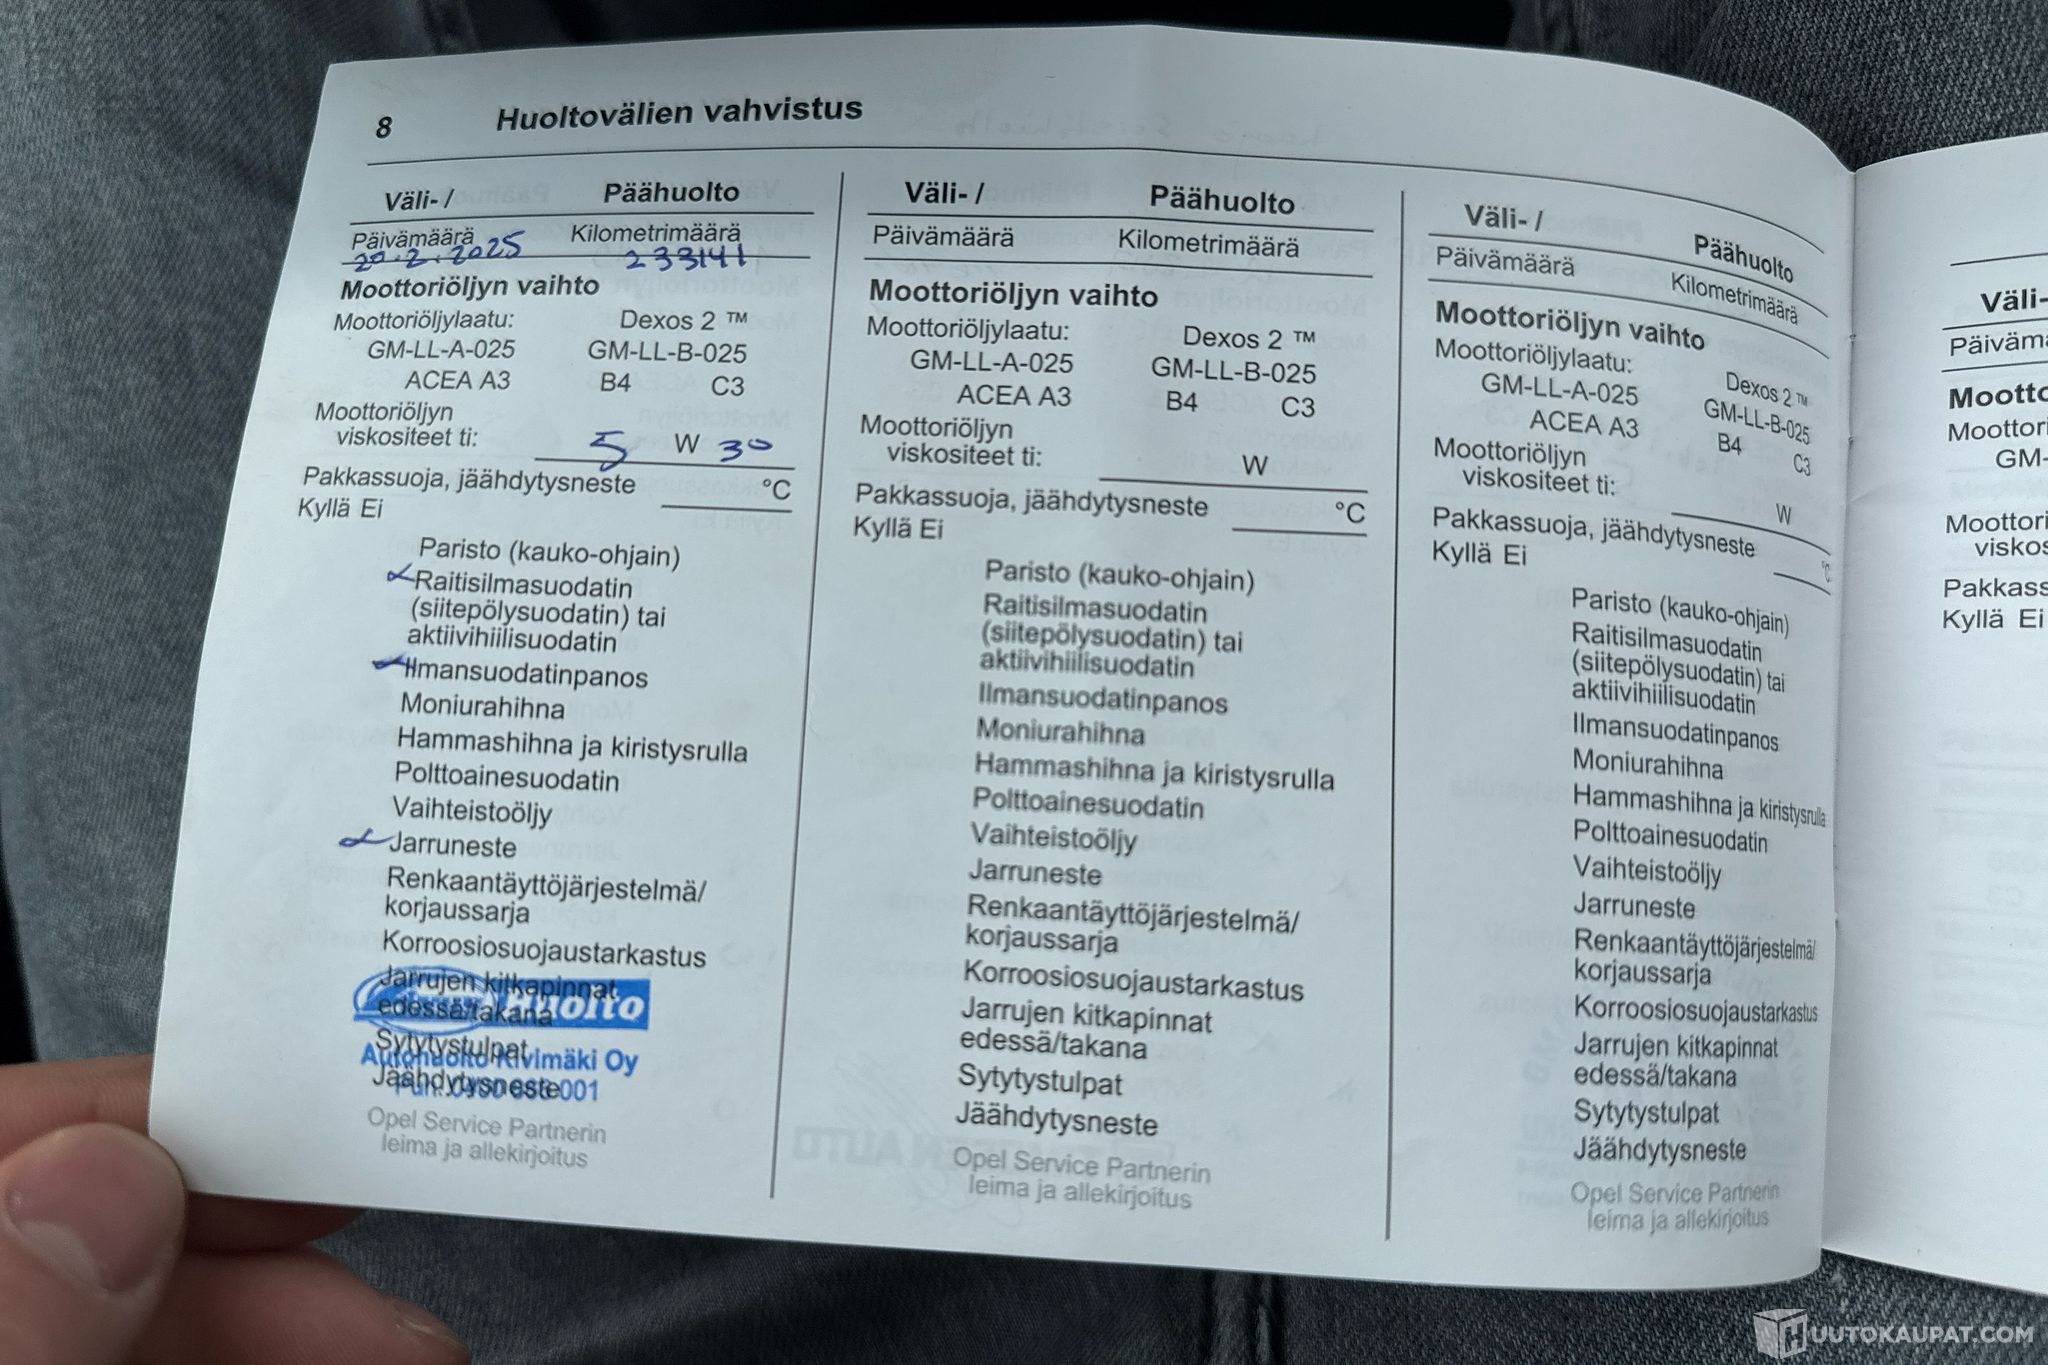 8 Huoltovälien vahvistus
Väli- / Päähuolto
Päivämäärä Kilometrimäärä
20.2.2025 233141
Moottoriöljyn vaihto
Moottoriöljylaatu: Dexos 2 ™
GM-LL-A-025 GM-LL-B-025
ACEA A3 B4 C3
Moottoriöljyn
viskositeet ti: 5 W 30
Pakkassuoja, jäähdytysneste °C
Kyllä Ei
Paristo (kauko-ohjain)
Raitisilmasuodatin
(siitepölysuodatin) tai
aktiivihiilisuodatin
Ilmansuodatinpanos
Moniurahihna
Hammashihna ja kiristysrulla
Polttoainesuodatin
Vaihteistoöljy
Jarruneste
Renkaantäyttöjärjestelmä/
korjaussarja
Korroosiosuojaustarkastus
Jarrujen kitkapinnat
edessä/takana
Huolto
Sytytystulpat
Autohuolto Kivimäki Oy
Jäähdytysneste
001
Opel Service Partnerin
leima ja allekirjoitus
Väli- / Päähuolto
Päivämäärä Kilometrimäärä
Moottoriöljyn vaihto
Moottoriöljylaatu: Dexos 2 ™
GM-LL-A-025 GM-LL-B-025
ACEA A3 B4 C3
Moottoriöljyn
viskositeet ti: W
Pakkassuoja, jäähdytysneste °C
Kyllä Ei
Paristo (kauko-ohjain)
Raitisilmasuodatin
(siitepölysuodatin) tai
aktiivihiilisuodatin
Ilmansuodatinpanos
Moniurahihna
Hammashihna ja kiristysrulla
Polttoainesuodatin
Vaihteistoöljy
Jarruneste
Renkaantäyttöjärjestelmä/
korjaussarja
Korroosiosuojaustarkastus
Jarrujen kitkapinnat
edessä/takana
Sytytystulpat
Jäähdytysneste
Opel Service Partnerin
leima ja allekirjoitus
Väli- / Päähuolto
Päivämäärä Kilometrimäärä
Moottoriöljyn vaihto
Moottoriöljylaatu: Dexos 2 ™
GM-LL-A-025 GM-LL-B-025
ACEA A3 B4 C3
Moottoriöljyn
viskositeet ti: W
Pakkassuoja, jäähdytysneste °C
Kyllä Ei
Paristo (kauko-ohjain)
Raitisilmasuodatin
(siitepölysuodatin) tai
aktiivihiilisuodatin
Ilmansuodatinpanos
Moniurahihna
Hammashihna ja kiristysrulla
Polttoainesuodatin
Vaihteistoöljy
Jarruneste
Renkaantäyttöjärjestelmä/
korjaussarja
Korroosiosuojaustarkastus
Jarrujen kitkapinnat
edessä/takana
Sytytystulpat
Jäähdytysneste
Opel Service Partnerin
leima ja allekirjoitus
Väli-
Päivämä
Mootto
Moottori
GM-
Moottori
viskos
Pakkass
Kyllä Ei
HUUTOKAUPAT.COM